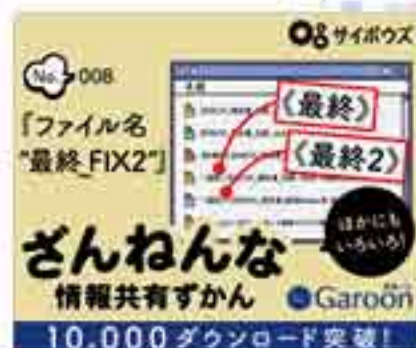 サイボウズ
No. 008
『ファイル名
"最終_FIX2"』
名前
《最終》
《最終2》
ほかにも
いろいろ!
ざんねんな
情報共有ずかん
Garoon
10,000ダウンロード突破!